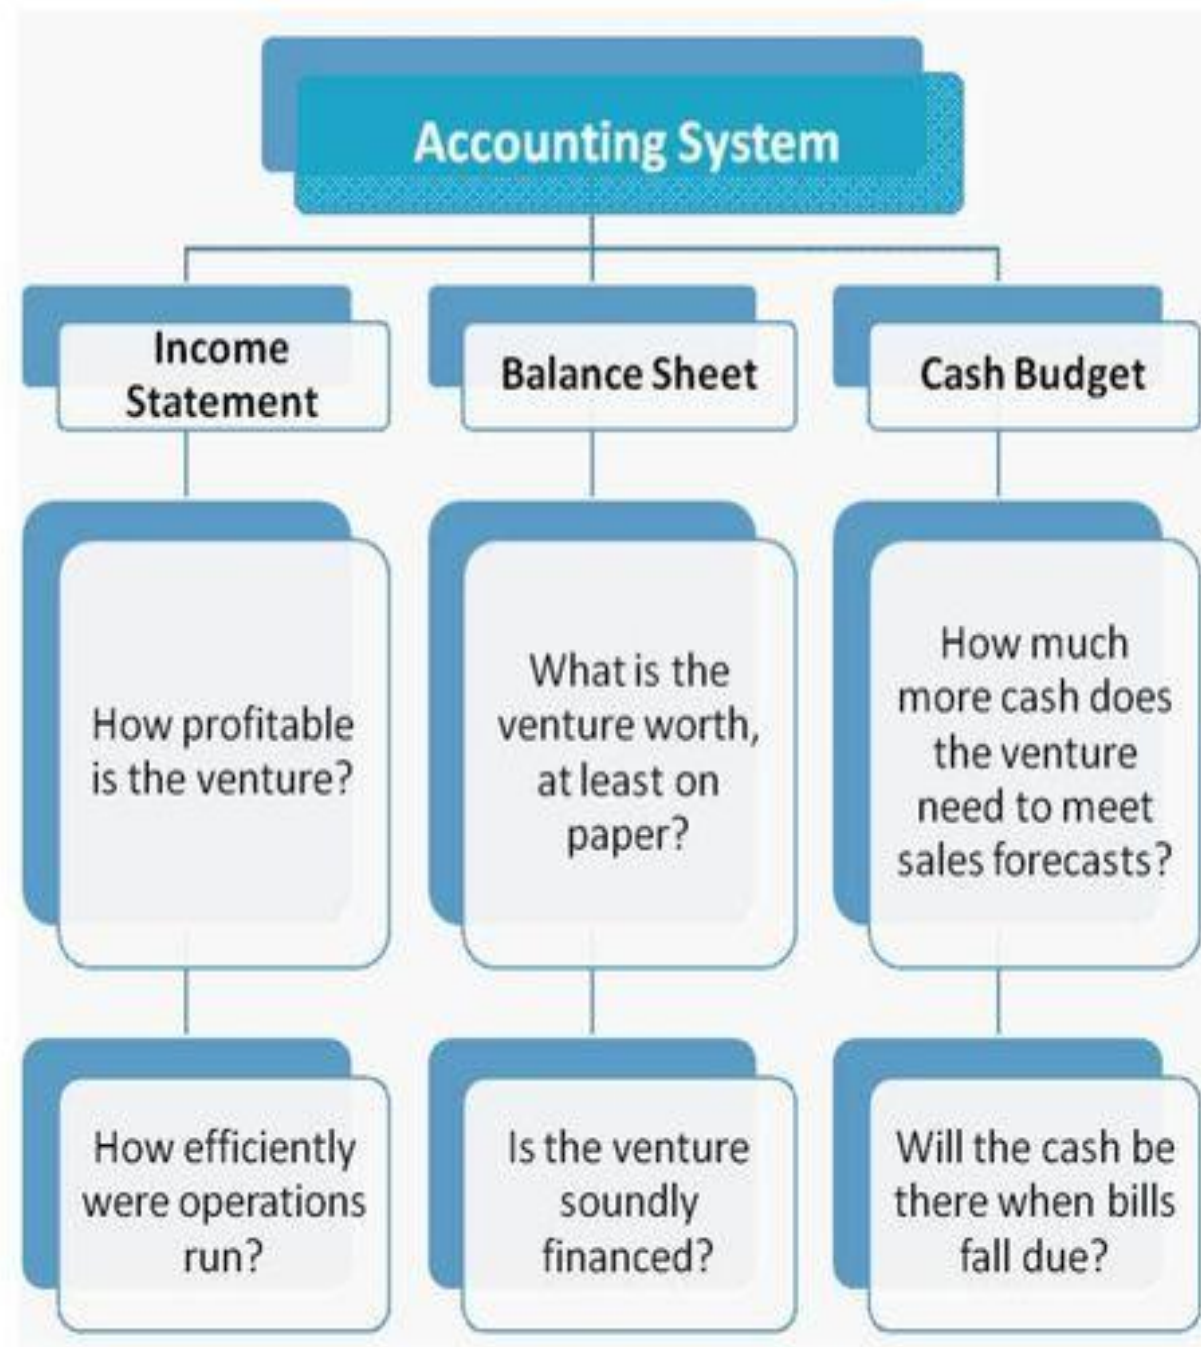 Accounting System
Income
Statement
Balance Sheet
Cash Budget
How profitable
is the venture?
What is the
venture worth,
at least on
paper?
How much
more cash does
the venture
need to meet
sales forecasts?
How efficiently
were operations
run?
Is the venture
soundly
financed?
Will the cash be
there when bills
fall due?